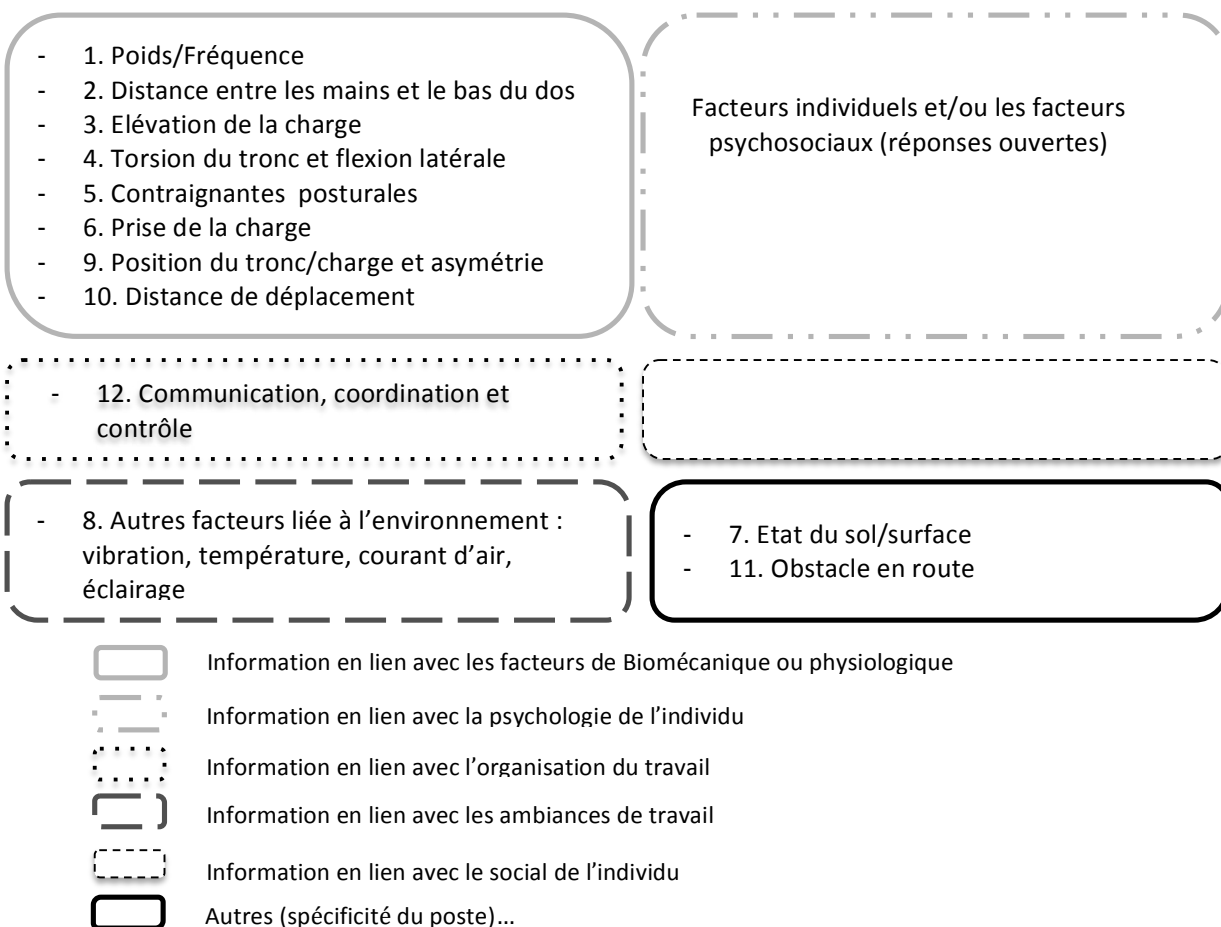 - 1. Poids/Fréquence
- 2. Distance entre les mains et le bas du dos
- 3. Elévation de la charge
- 4. Torsion du tronc et flexion latérale
- 5. Contraignantes posturales
- 6. Prise de la charge
- 9. Position du tronc/charge et asymétrie
- 10. Distance de déplacement
Facteurs individuels et/ou les facteurs
psychosociaux (réponses ouvertes)
- 12. Communication, coordination et
contrôle
- 8. Autres facteurs liée à l'environnement :
vibration, température, courant d'air,
éclairage
- 7. Etat du sol/surface
- 11. Obstacle en route
Information en lien avec les facteurs de Biomécanique ou physiologique
Information en lien avec la psychologie de l'individu
Information en lien avec l'organisation du travail
Information en lien avec les ambiances de travail
Information en lien avec le social de l'individu
Autres (spécificité du poste)...